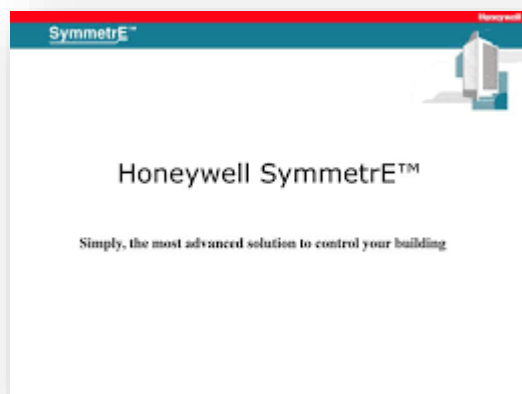 Honeywell
SymmetrE™
Honeywell SymmetrE™
Simply, the most advanced solution to control your building